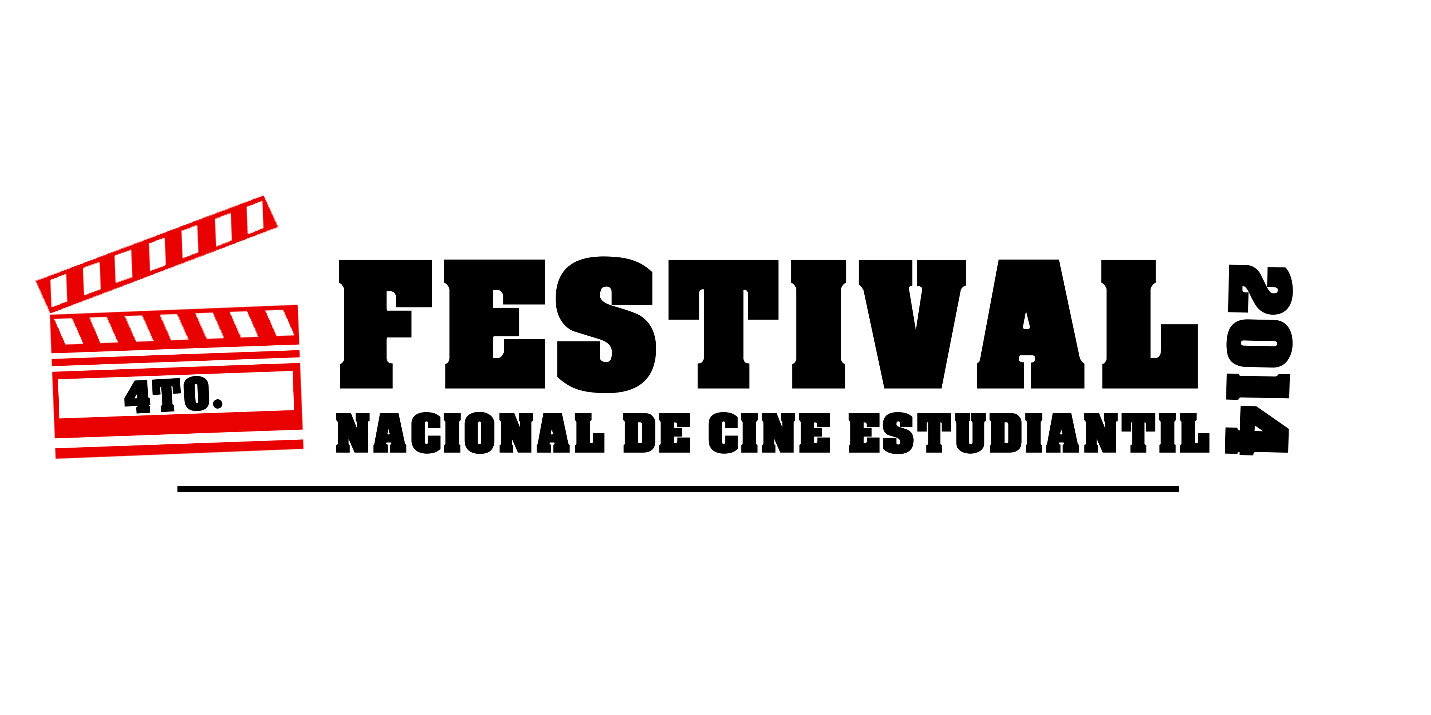 4TO.
FESTIVAL
NACIONAL DE CINE ESTUDIANTIL
2014